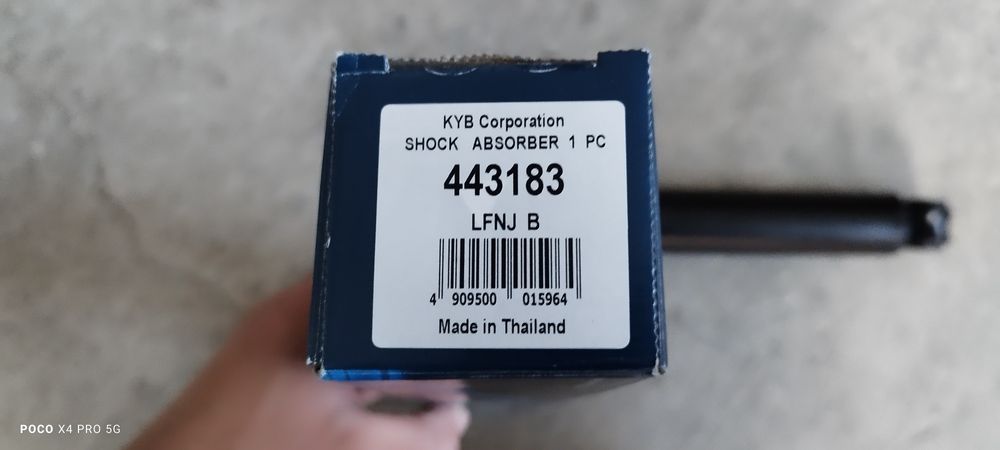 KYB Corporation
SHOCK ABSORBER 1 PC
443183
LFNJ B
4 909500 015964
Made in Thailand
POCO X4 PRO 5G